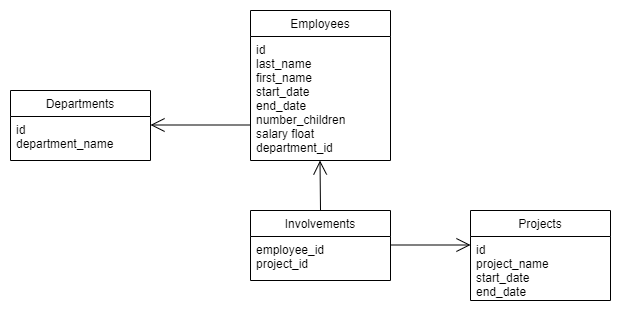 Employees
id
last_name
first_name
start_date
end_date
number_children
salary float
department_id
Departments
id
department_name
Involvements
employee_id
project_id
Projects
id
project_name
start_date
end_date